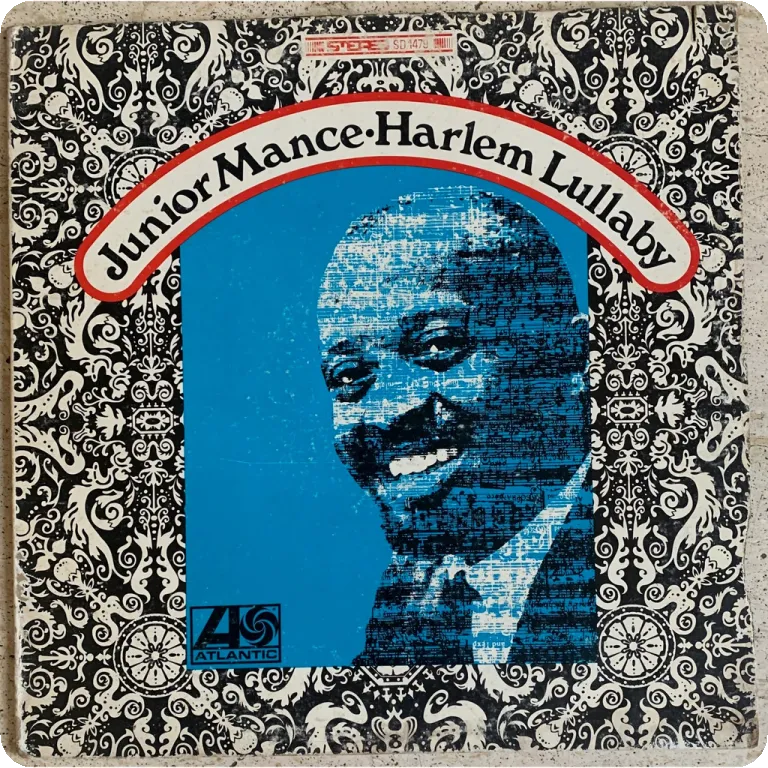 STEREO SD 1479
Junior Mance·Harlem Lullaby
ATLANTIC